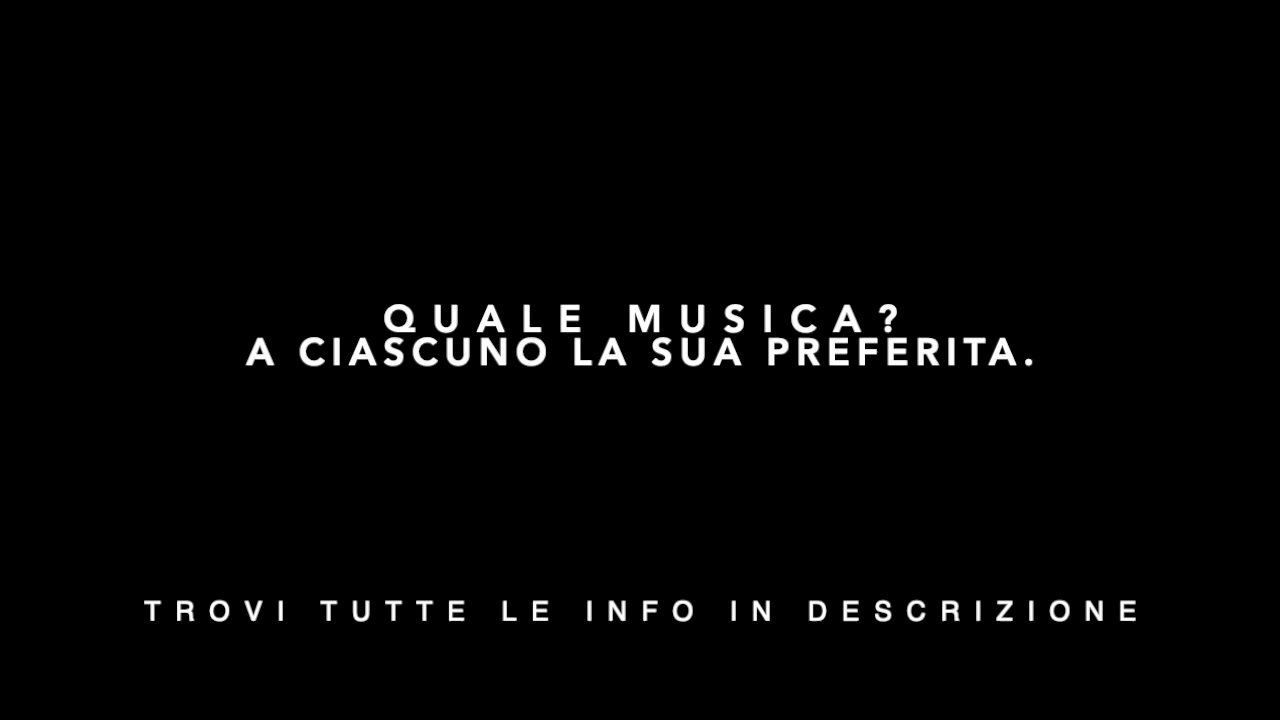 QUALE MUSICA?
A CIASCUNO LA SUA PREFERITA.
TROVI TUTTE LE INFO IN DESCRIZIONE